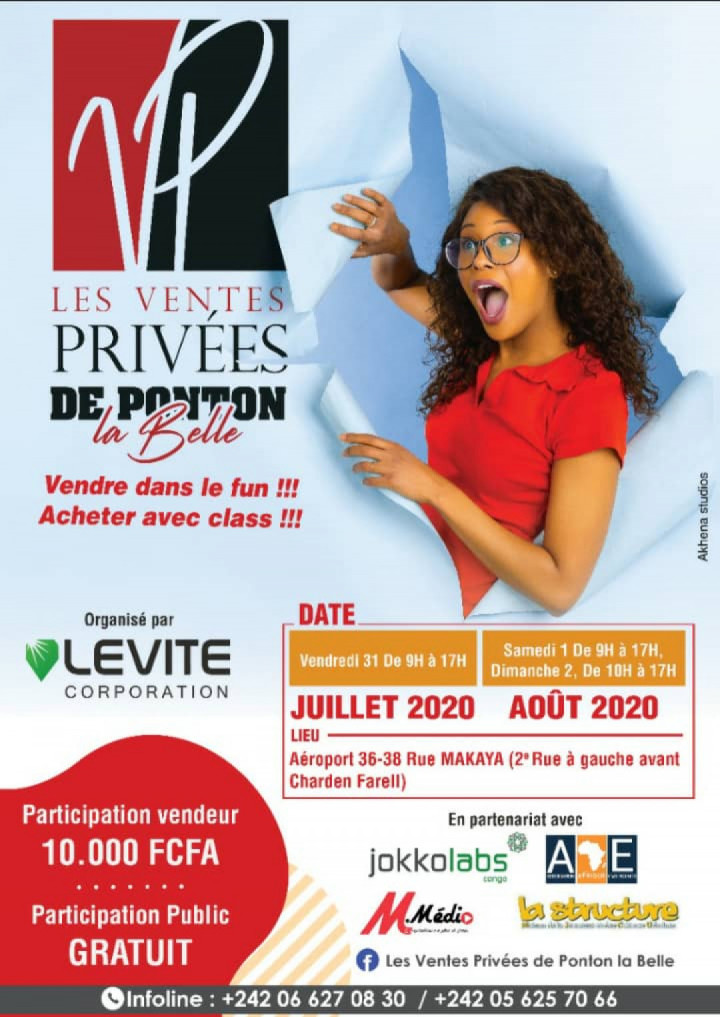 VP
LES VENTES
PRIVÉES
DE PONTON
la Belle
Vendre dans le fun !!!
Acheter avec class !!!
Akhena studios
Organisé par
LEVITE
CORPORATION
DATE
Vendredi 31 De 9H à 17H
JUILLET 2020
Samedi 1 De 9H à 17H,
Dimanche 2, De 10H à 17H
AOÛT 2020
LIEU
Aéroport 36-38 Rue MAKAYA (2e Rue à gauche avant
Charden Farell)
Participation vendeur
10.000 FCFA
Participation Public
GRATUIT
En partenariat avec
jokkolabs
congo
A E
M.Médio
la structure
Les Ventes Privées de Ponton la Belle
Infoline : +242 06 627 08 30 / +242 05 625 70 66